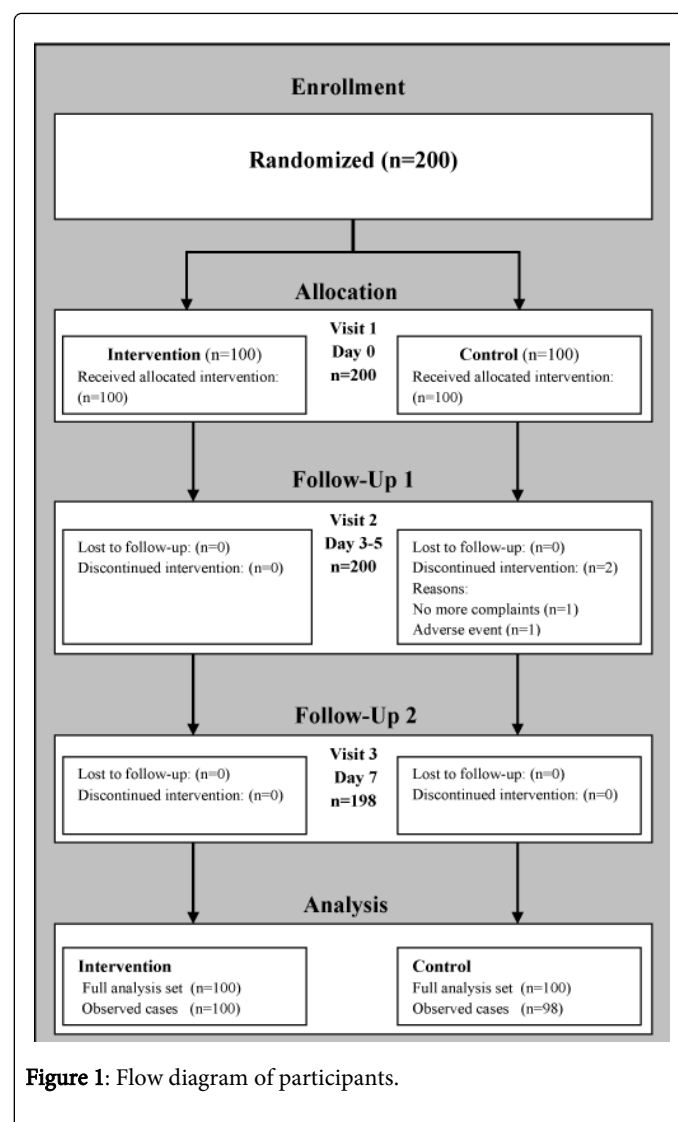 Enrollment
Randomized (n=200)
Allocation
Visit 1
Day 0
n=200
Intervention (n=100)
Received allocated intervention:
(n=100)
Control (n=100)
Received allocated intervention:
(n=100)
Follow-Up 1
Visit 2
Day 3-5
n=200
Lost to follow-up: (n=0)
Discontinued intervention: (n=0)
Lost to follow-up: (n=0)
Discontinued intervention: (n=2)
Reasons:
No more complaints (n=1)
Adverse event (n=1)
Follow-Up 2
Visit 3
Day 7
n=198
Lost to follow-up: (n=0)
Discontinued intervention: (n=0)
Lost to follow-up: (n=0)
Discontinued intervention: (n=0)
Analysis
Intervention
Full analysis set (n=100)
Observed cases (n=100)
Control
Full analysis set (n=100)
Observed cases (n=98)
Figure 1: Flow diagram of participants.